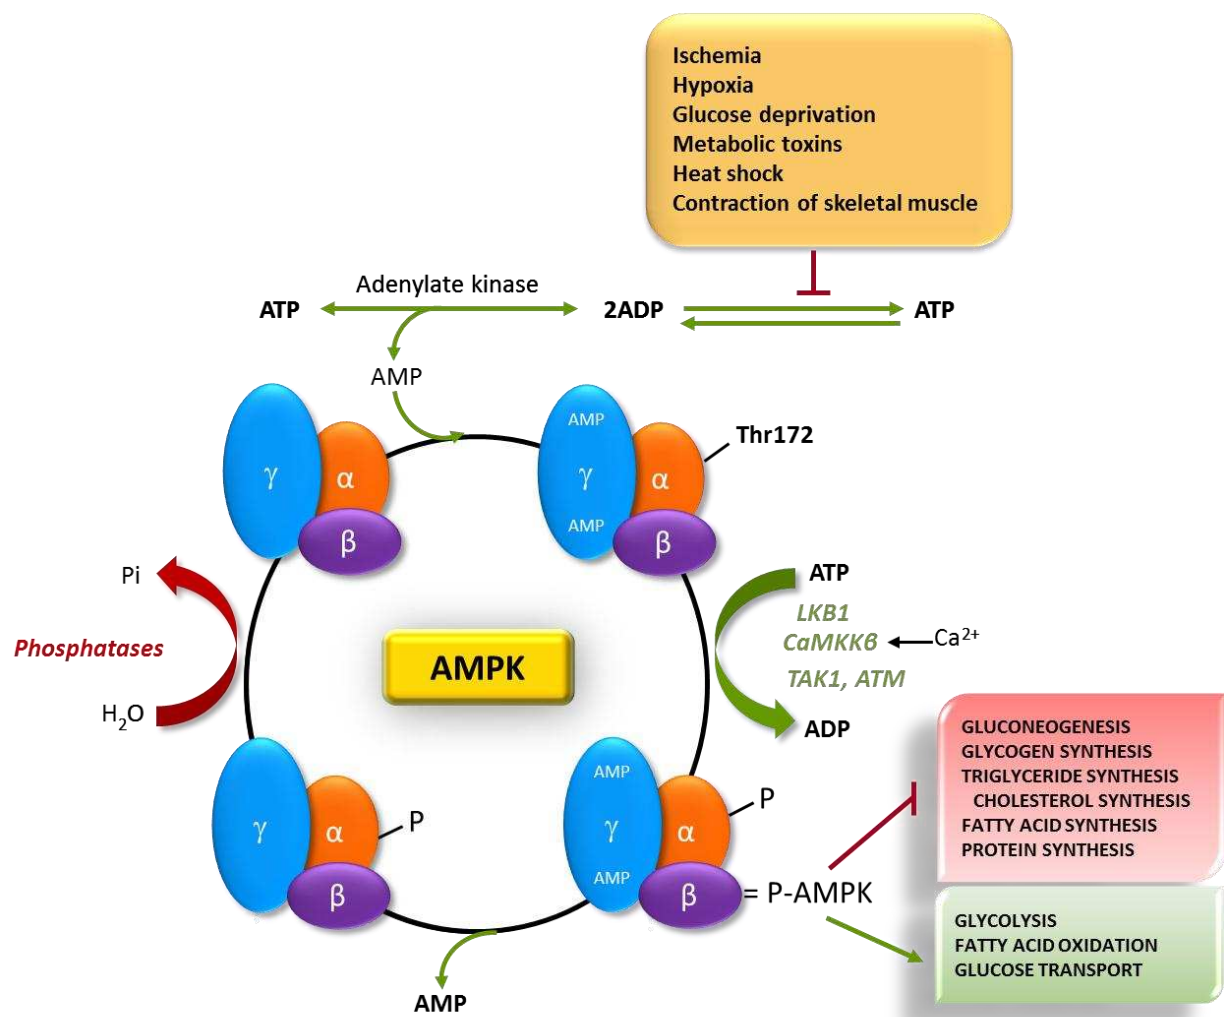 Ischemia
Hypoxia
Glucose deprivation
Metabolic toxins
Heat shock
Contraction of skeletal muscle
Adenylate kinase
ATP
2ADP
ATP
AMP
γ
α
β
AMP
γ
AMP
α
β
Thr172
Pi
Phosphatases
H₂O
AMPK
ATP
LKB1
CaMKKβ
Ca²⁺
TAK1, ATM
ADP
γ
α
β
P
AMP
γ
AMP
α
β
P
= P-AMPK
AMP
GLUCONEOGENESIS
GLYCOGEN SYNTHESIS
TRIGLYCERIDE SYNTHESIS
CHOLESTEROL SYNTHESIS
FATTY ACID SYNTHESIS
PROTEIN SYNTHESIS
GLYCOLYSIS
FATTY ACID OXIDATION
GLUCOSE TRANSPORT